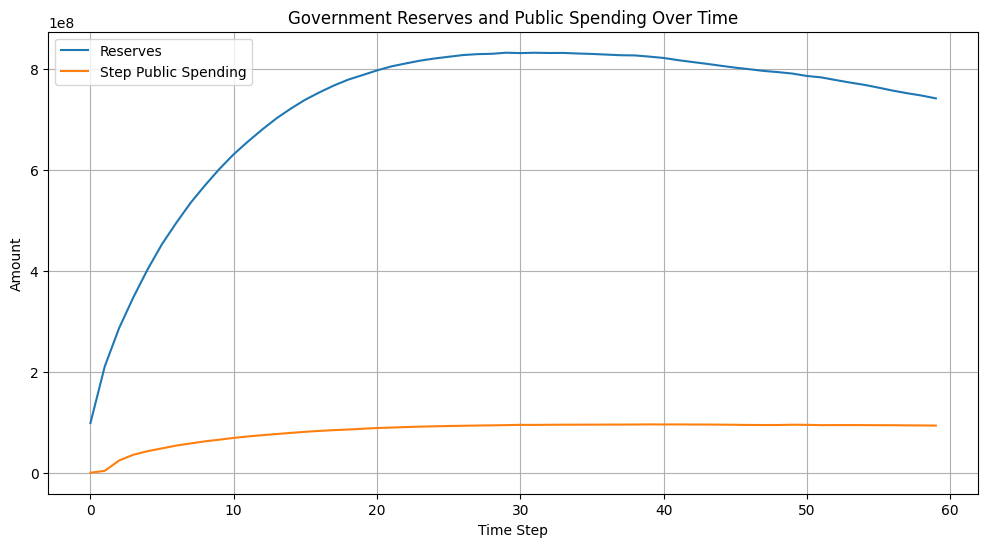 Government Reserves and Public Spending Over Time
1e8
Reserves
Step Public Spending
8
6
4
2
0
Amount
0 10 20 30 40 50 60
Time Step